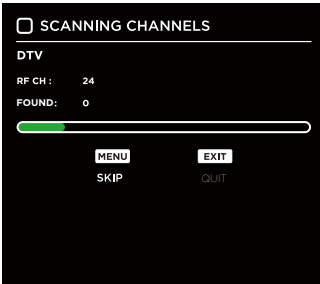 SCANNING CHANNELS
DTV
RF CH : 24
FOUND: 0
MENU EXIT
SKIP QUIT